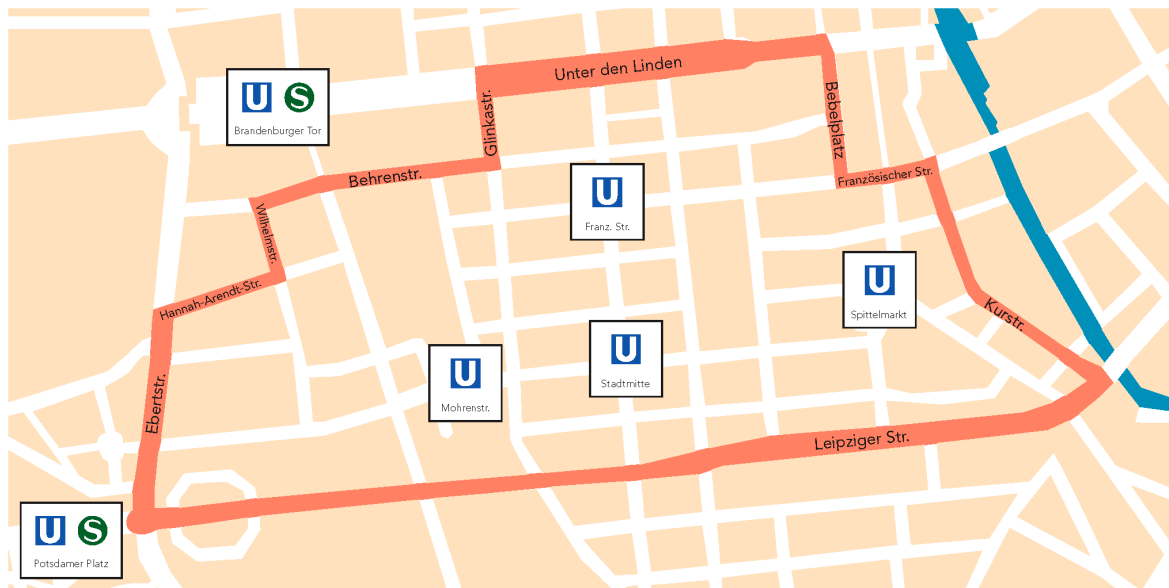 Unter den Linden
U S
Brandenburger Tor
Glinkastr.
Bebelplatz
Behrenstr.
Französischer Str.
U
Franz. Str.
Wilhelmstr.
Hannah-Arendt-Str.
U
Spittelmarkt
Kurstr.
U
Stadtmitte
U
Mohrenstr.
Ebertstr.
Leipziger Str.
U S
Potsdamer Platz